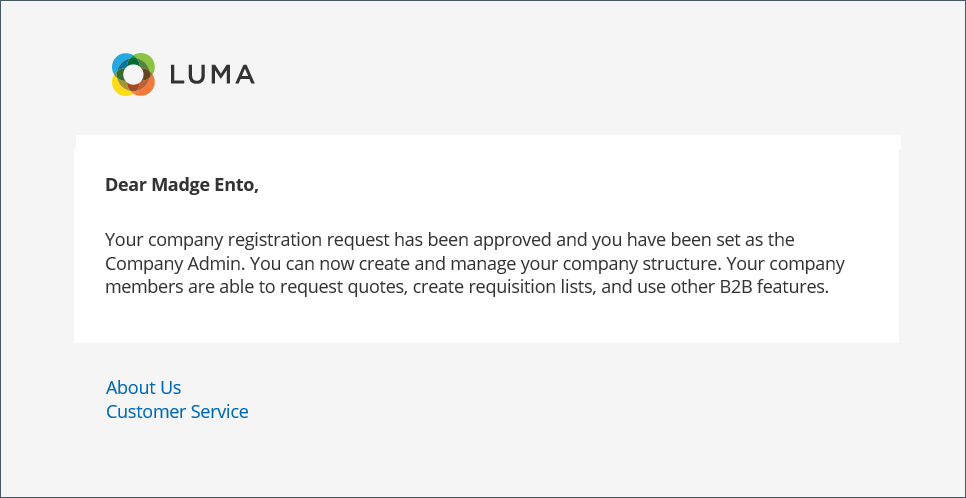 LUMA
Dear Madge Ento,
Your company registration request has been approved and you have been set as the
Company Admin. You can now create and manage your company structure. Your company
members are able to request quotes, create requisition lists, and use other B2B features.
About Us
Customer Service